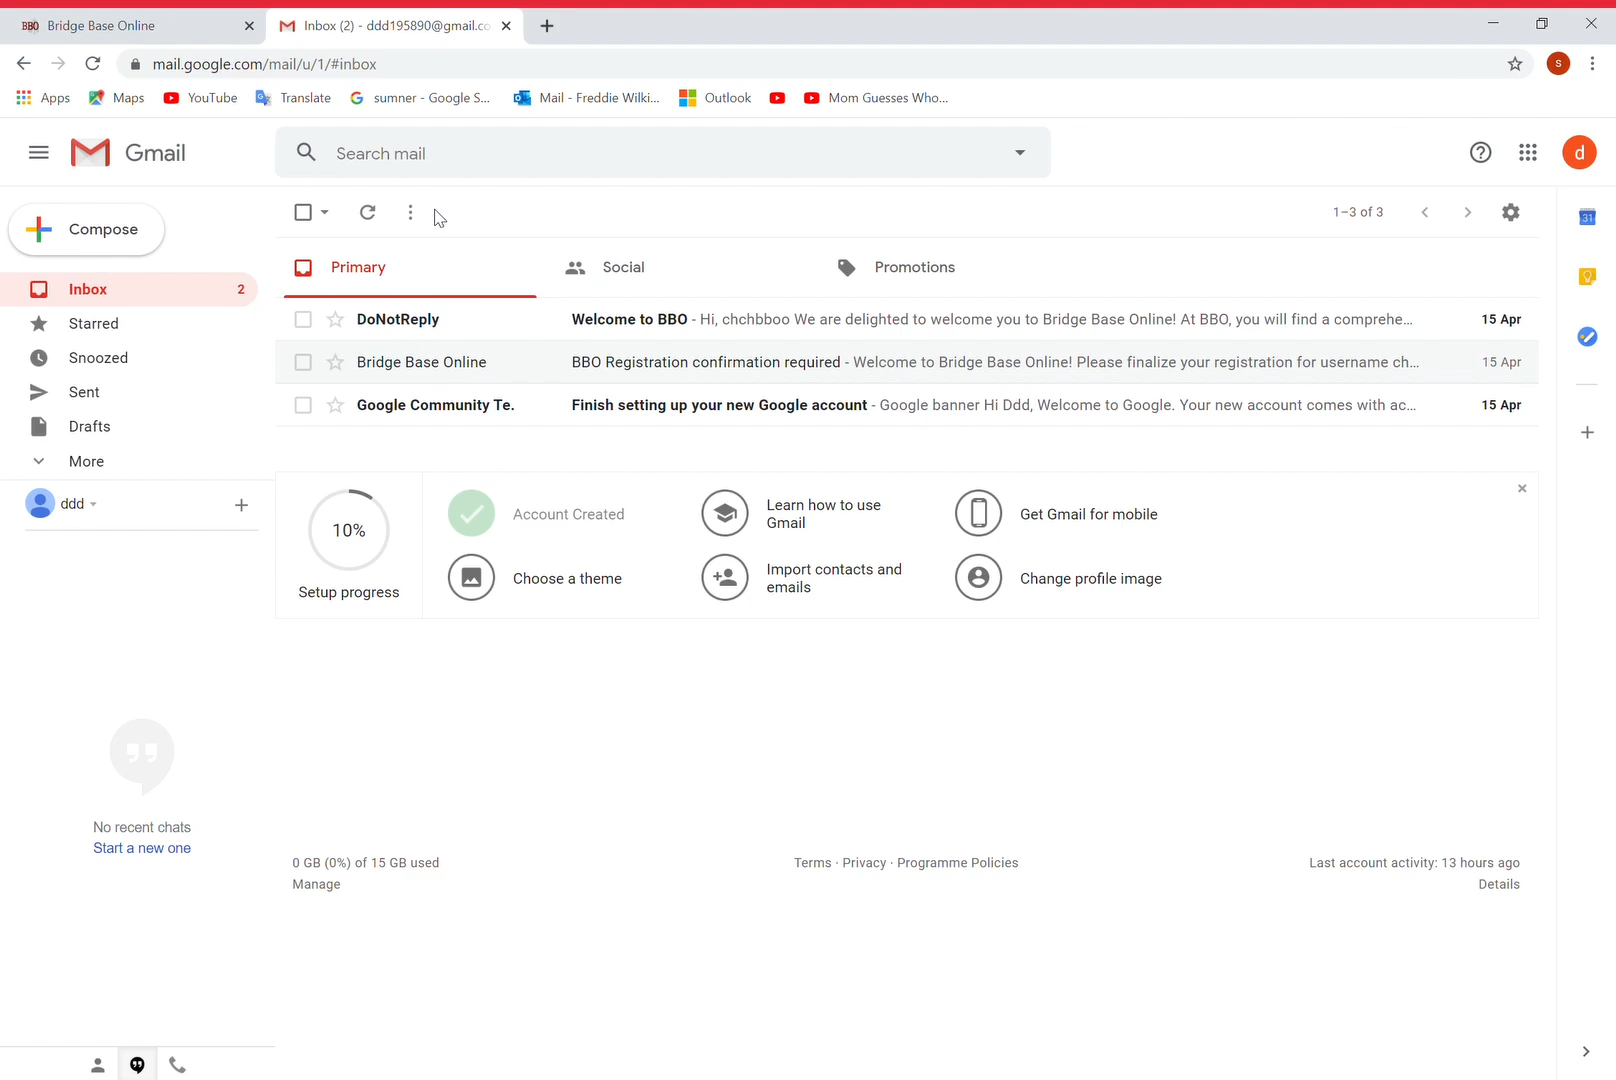 BBO Bridge Base Online
Inbox (2) - ddd195890@gmail.co
mail.google.com/mail/u/1/#inbox
s
Apps Maps YouTube Translate sumner - Google S... Mail - Freddie Wilki... Outlook Mom Guesses Who...
Gmail
Search mail
d
Compose
1–3 of 3
31
Primary
Social
Promotions
Inbox 2
Starred
Snoozed
Sent
Drafts
More
ddd
DoNotReply Welcome to BBO - Hi, chchbboo We are delighted to welcome you to Bridge Base Online! At BBO, you will find a comprehe... 15 Apr
Bridge Base Online BBO Registration confirmation required - Welcome to Bridge Base Online! Please finalize your registration for username ch... 15 Apr
Google Community Te. Finish setting up your new Google account - Google banner Hi Ddd, Welcome to Google. Your new account comes with ac... 15 Apr
10%
Setup progress
Account Created
Learn how to use
Gmail
Get Gmail for mobile
Choose a theme
Import contacts and
emails
Change profile image
No recent chats
Start a new one
0 GB (0%) of 15 GB used
Manage
Terms · Privacy · Programme Policies
Last account activity: 13 hours ago
Details